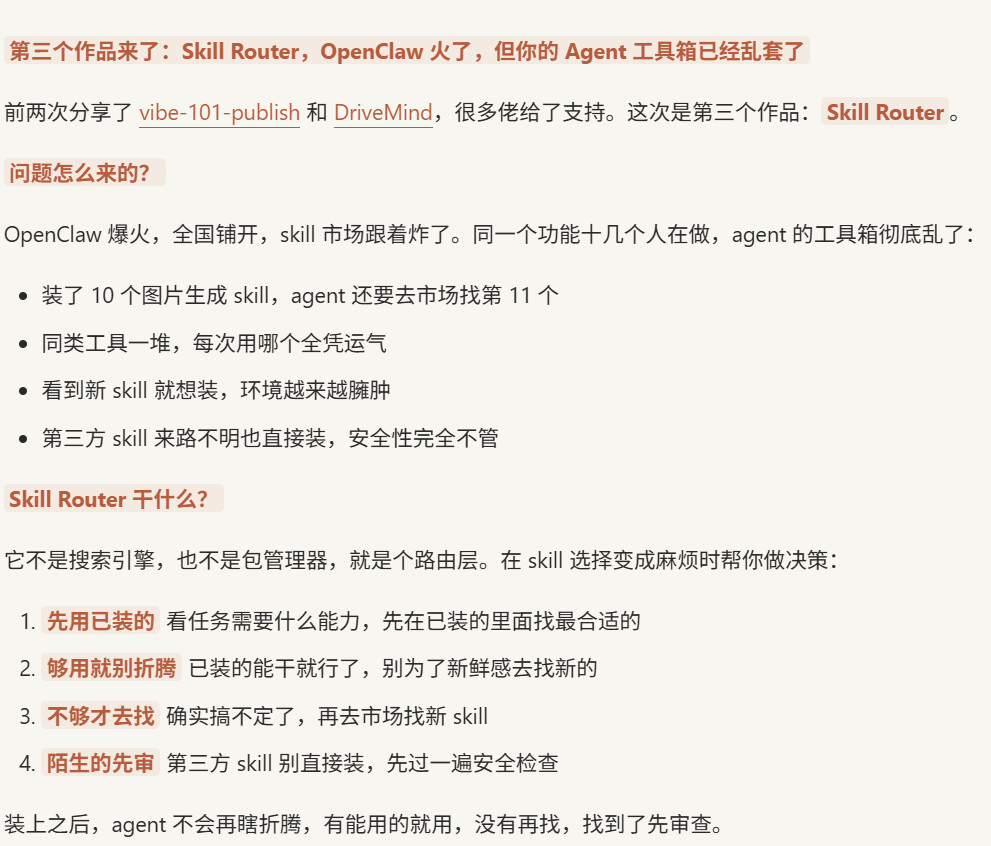 第三个作品来了：Skill Router，OpenClaw 火了，但你的 Agent 工具箱已经乱套了
前两次分享了 vibe-101-publish 和 DriveMind，很多佬给了支持。这次是第三个作品：Skill Router。
问题怎么来的？
OpenClaw 爆火，全国铺开，skill 市场跟着炸了。同一个功能十几个人在做，agent 的工具箱彻底乱了：
• 装了 10 个图片生成 skill，agent 还要去市场找第 11 个
• 同类工具一堆，每次用哪个全凭运气
• 看到新 skill 就想装，环境越来越臃肿
• 第三方 skill 来路不明也直接装，安全性完全不管
Skill Router 干什么？
它不是搜索引擎，也不是包管理器，就是个路由层。在 skill 选择变成麻烦时帮你做决策：
1. 先用已装的 看任务需要什么能力，先在已装的里面找最合适的
2. 够用就别折腾 已装的能干就行了，别为了新鲜感去找新的
3. 不够才去找 确实搞不定了，再去市场找新 skill
4. 陌生的先审 第三方 skill 别直接装，先过一遍安全检查
装上之后，agent 不会再瞎折腾，有能用的就用，没有再找，找到了先审查。